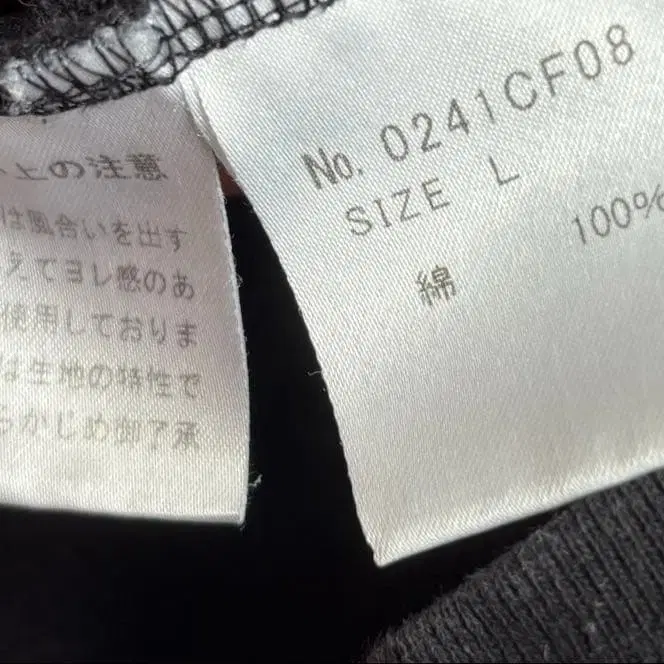 上の注意
は風合いを出す
えてヨレ感のあ
使用しておりま
は生地の特性で
らかじめ御了承
No. 0241CF08
SIZE L
綿 100%